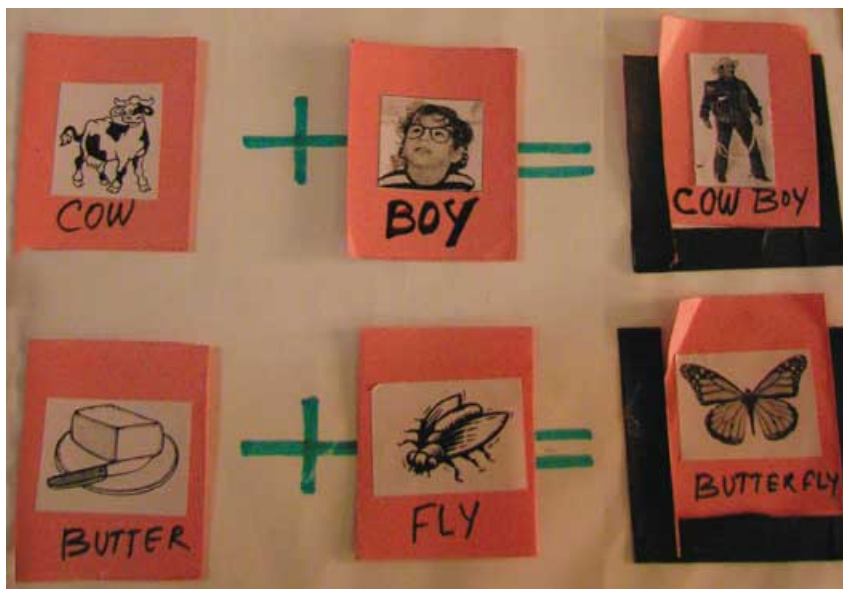 COW + BOY = COW BOY
BUTTER + FLY = BUTTERFLY